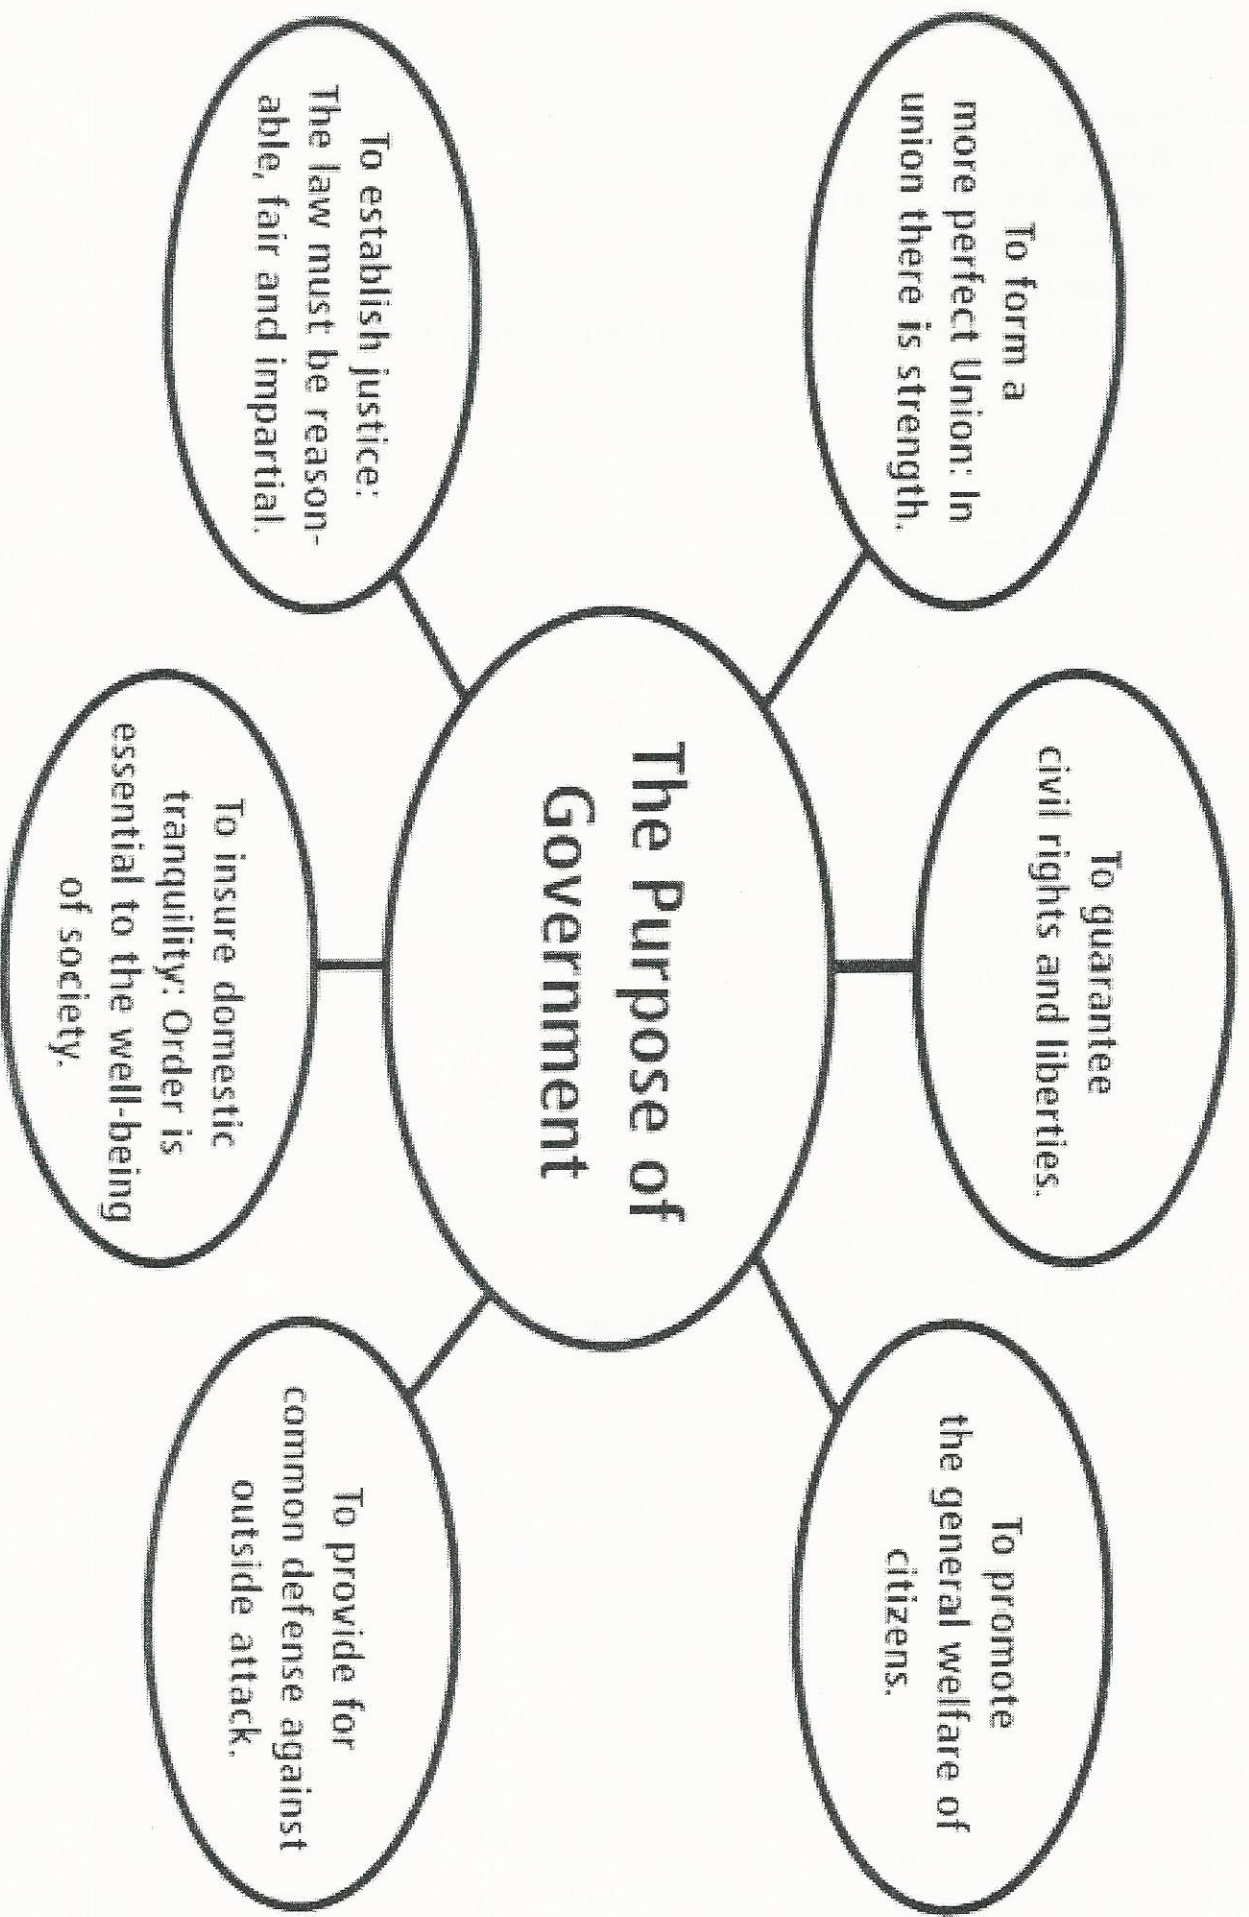 To form a
more perfect Union: In
union there is strength.
To guarantee
civil rights and liberties.
To promote
the general welfare of
citizens.
The Purpose of
Government
To establish justice:
The law must be reason-
able, fair and impartial.
To insure domestic
tranquility: Order is
essential to the well-being
of society.
To provide for
common defense against
outside attack.